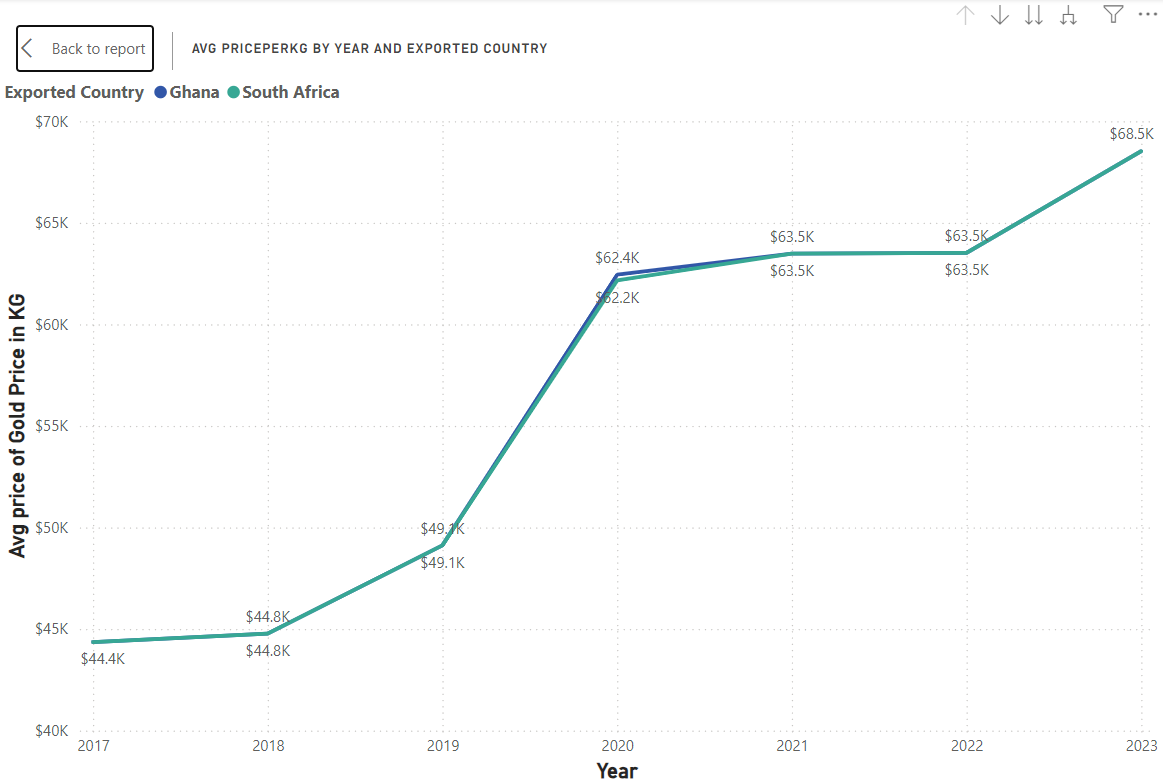 Back to report
AVG PRICEPERKG BY YEAR AND EXPORTED COUNTRY
Exported Country Ghana South Africa
Avg price of Gold Price in KG
$70K
$65K
$60K
$55K
$50K
$45K
$40K
$44.4K
$44.8K
$44.8K
$49.1K
$49.1K
$62.4K
$62.2K
$63.5K
$63.5K
$63.5K
$63.5K
$68.5K
2017 2018 2019 2020 2021 2022 2023
Year